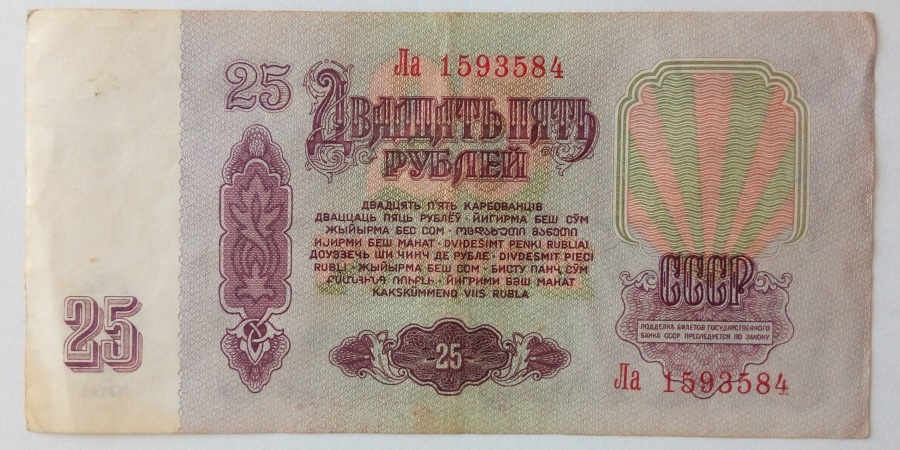 Ла 1593584
25
Двадцать пять
рублей
ДВАДЦЯТЬ П'ЯТЬ КАРБОВАНЦІВ
ДВАЦЦАЦЬ ПЯЦЬ РУБЛЁЎ · ЙИГИРМА БЕШ СЎМ
ЖЫЙЫРМА БЕС СОМ · ᲝᲪᲓᲐᲮᲣᲗᲘ ᲛᲐᲜᲔᲗᲘ
ИЈИРМИ БЕШ МАНАТ · DVIDEŠIMT PENKI RUBLIAI
ДОУЭЗЕЧЬ ШИ ЧИНЧ ДЕ РУБЛЕ · DIVDESMIT PIECI
RUBLI · ЖЫЙЫРМА БЕШ СОМ · БИСТУ ПАНҶ СЎМ
ՔՍԱՆՀԻՆԳ ՌՈՒԲԼԻ · ЙИГРИМИ БӘШ МАНАТ
KAKSKÜMMEND VIIS RUBLA
СССР
ПОДДЕЛКА БИЛЕТОВ ГОСУДАРСТВЕННОГО
БАНКА СССР ПРЕСЛЕДУЕТСЯ ПО ЗАКОНУ
25
25
Ла 1593584